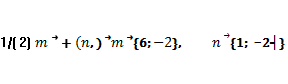 1/(2) m⃗ + (n,) ⃗m⃗{6;−2}, n⃗{1; −2-}